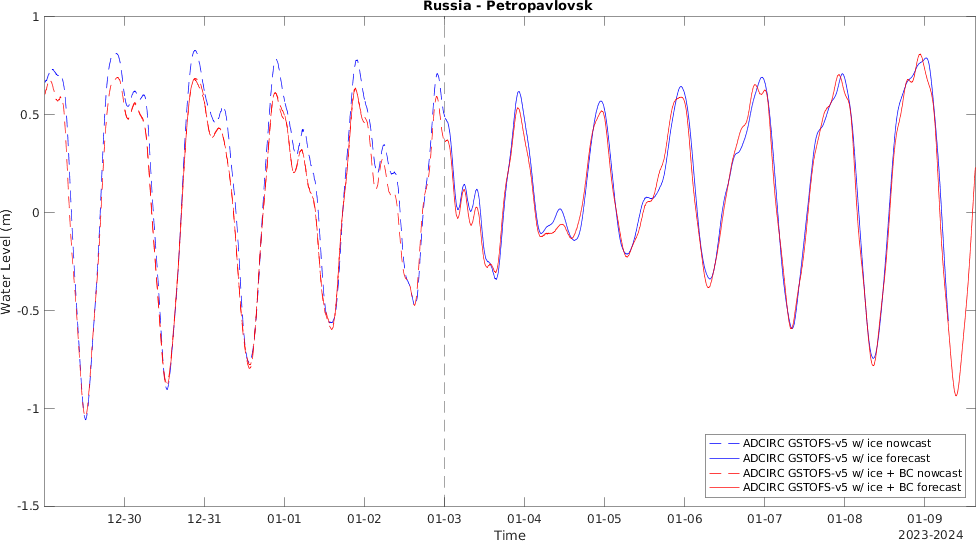 Russia - Petropavlovsk
1
0.5
0
-0.5
-1
-1.5
Water Level (m)
ADCIRC GSTOFS-v5 w/ ice nowcast
ADCIRC GSTOFS-v5 w/ ice forecast
ADCIRC GSTOFS-v5 w/ ice + BC nowcast
ADCIRC GSTOFS-v5 w/ ice + BC forecast
12-30 12-31 01-01 01-02 01-03 01-04 01-05 01-06 01-07 01-08 01-09
Time
2023-2024